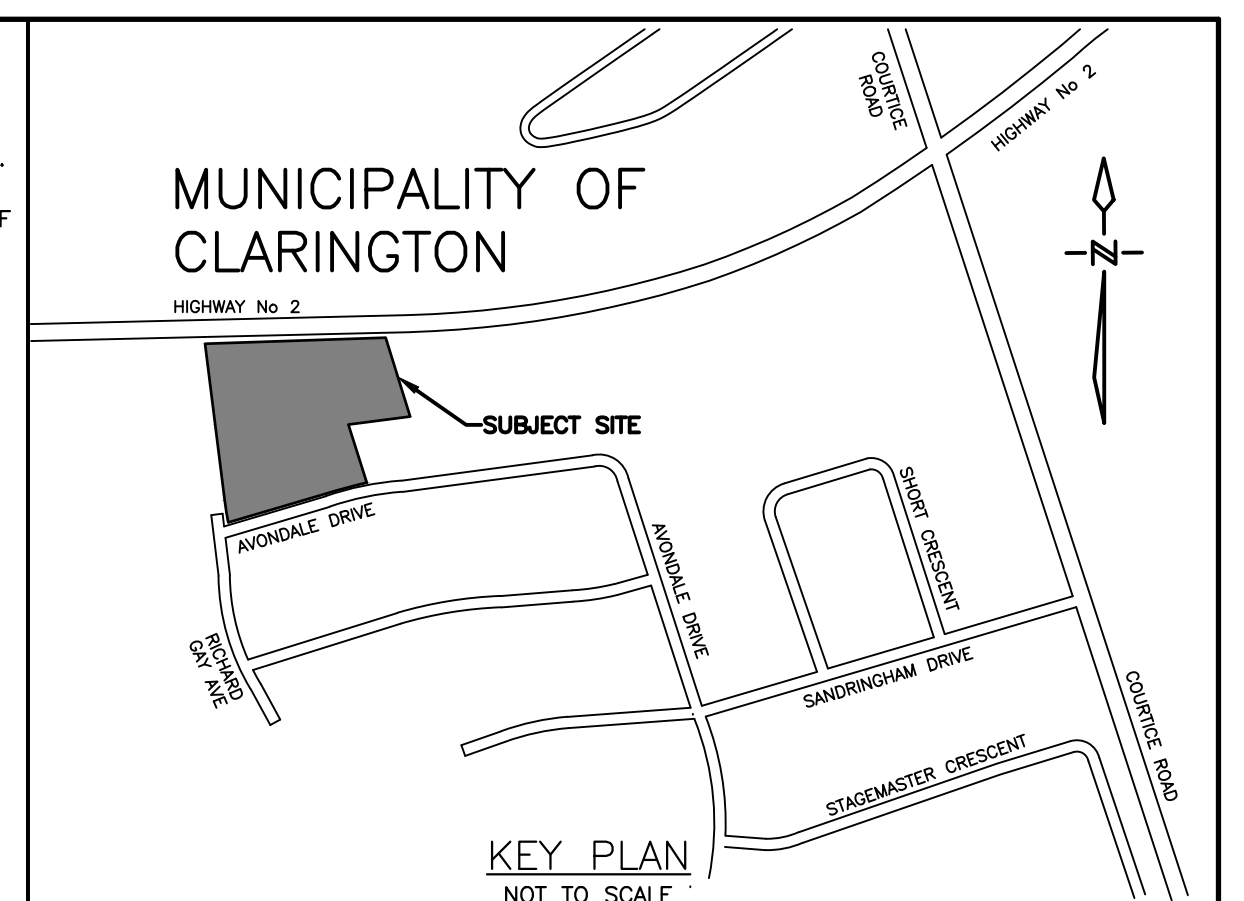 COURTICE
ROAD
HIGHWAY No 2
.
F
MUNICIPALITY OF
CLARINGTON
N
HIGHWAY No 2
SUBJECT SITE
AVONDALE DRIVE
SHORT CRESCENT
AVONDALE DRIVE
RICHARD
GAY AVE
SANDRINGHAM DRIVE
COURTICE ROAD
STAGEMASTER CRESCENT
KEY PLAN
NOT TO SCALE